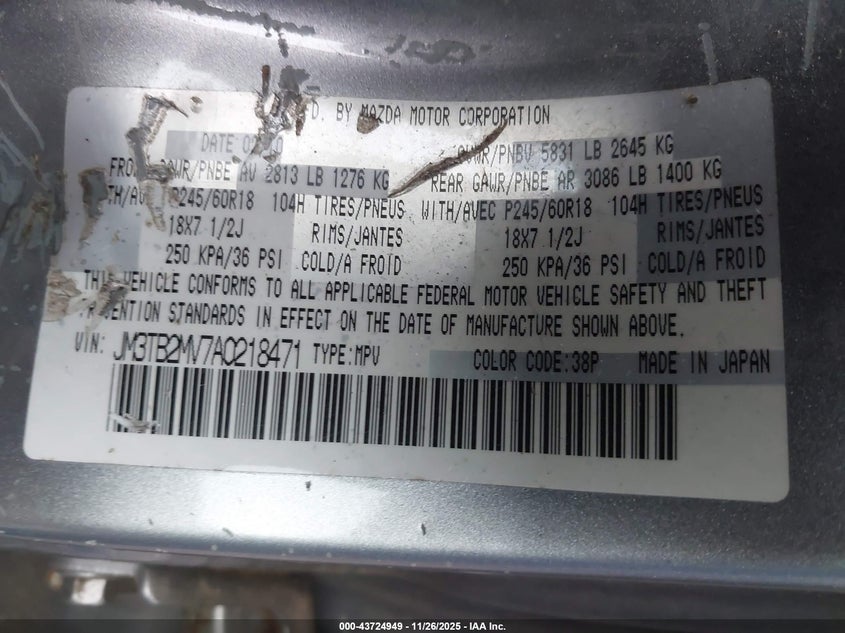 BY MAZDA MOTOR CORPORATION
DATE
GVWR/PNBV 5831 LB 2645 KG
GAWR/PNBE AV 2813 LB 1276 KG REAR GAWR/PNBE AR 3086 LB 1400 KG
P245/60R18 104H TIRES/PNEUS WITH/AVEC P245/60R18 104H TIRES/PNEUS
18X7 1/2J RIMS/JANTES 18X7 1/2J RIMS/JANTES
250 KPA/36 PSI COLD/A FROID 250 KPA/36 PSI COLD/A FROID
THIS VEHICLE CONFORMS TO ALL APPLICABLE FEDERAL MOTOR VEHICLE SAFETY AND THEFT
STANDARDS IN EFFECT ON THE DATE OF MANUFACTURE SHOWN ABOVE.
VIN: JM3TB2MV7A0218471 TYPE:MPV COLOR CODE:38P MADE IN JAPAN
000-43724949 - 11/26/2025 - IAA Inc.